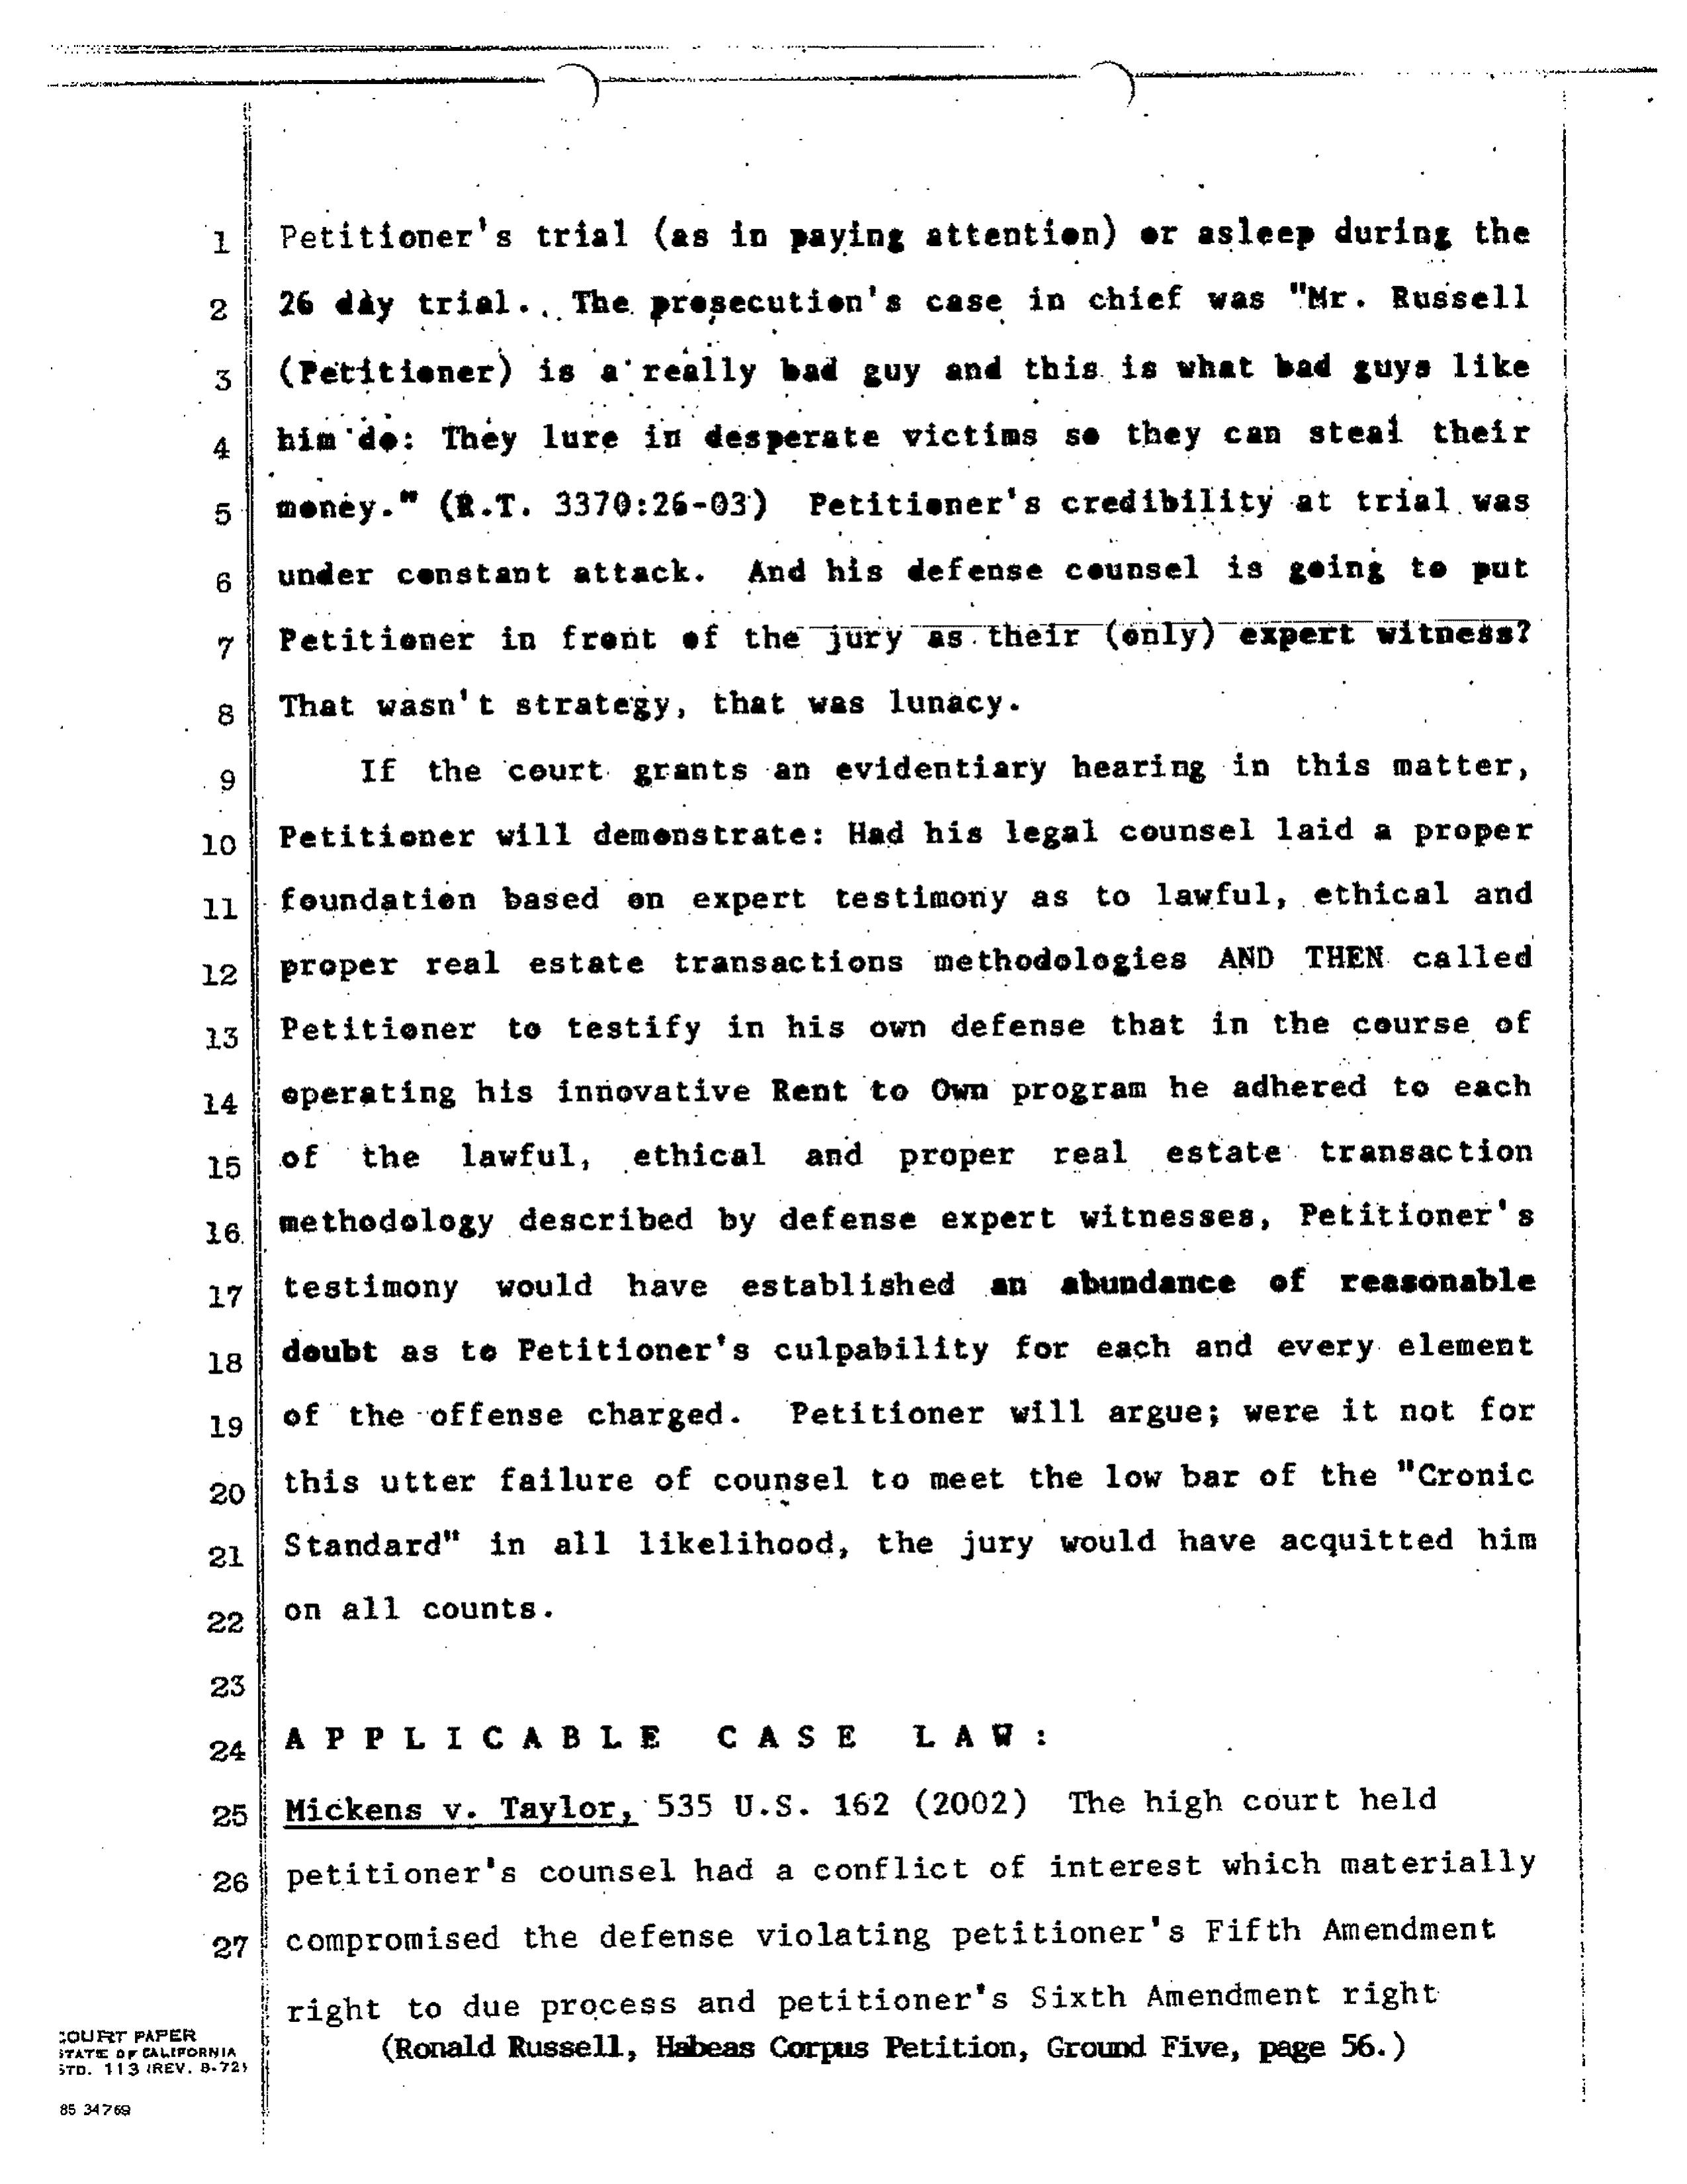 1 Petitioner's trial (as in paying attention) or asleep during the
2 26 day trial. The prosecution's case in chief was "Mr. Russell
3 (Petitioner) is a really bad guy and this is what bad guys like
4 him do: They lure in desperate victims so they can steal their
5 money." (R.T. 3370:26-03) Petitioner's credibility at trial was
6 under constant attack. And his defense counsel is going to put
7 Petitioner in front of the jury as their (only) expert witness?
8 That wasn't strategy, that was lunacy.
9 If the court grants an evidentiary hearing in this matter,
10 Petitioner will demonstrate: Had his legal counsel laid a proper
11 foundation based on expert testimony as to lawful, ethical and
12 proper real estate transactions methodologies AND THEN called
13 Petitioner to testify in his own defense that in the course of
14 operating his innovative Rent to Own program he adhered to each
15 of the lawful, ethical and proper real estate transaction
16 methodology described by defense expert witnesses, Petitioner's
17 testimony would have established an abundance of reasonable
18 doubt as to Petitioner's culpability for each and every element
19 of the offense charged. Petitioner will argue; were it not for
20 this utter failure of counsel to meet the low bar of the "Cronic
21 Standard" in all likelihood, the jury would have acquitted him
22 on all counts.
23
24 A P P L I C A B L E C A S E L A W :
25 Mickens v. Taylor, 535 U.S. 162 (2002) The high court held
26 petitioner's counsel had a conflict of interest which materially
27 compromised the defense violating petitioner's Fifth Amendment
right to due process and petitioner's Sixth Amendment right
(Ronald Russell, Habeas Corpus Petition, Ground Five, page 56.)
COURT PAPER
STATE OF CALIFORNIA
STD. 113 (REV. 8-72)
85 34769